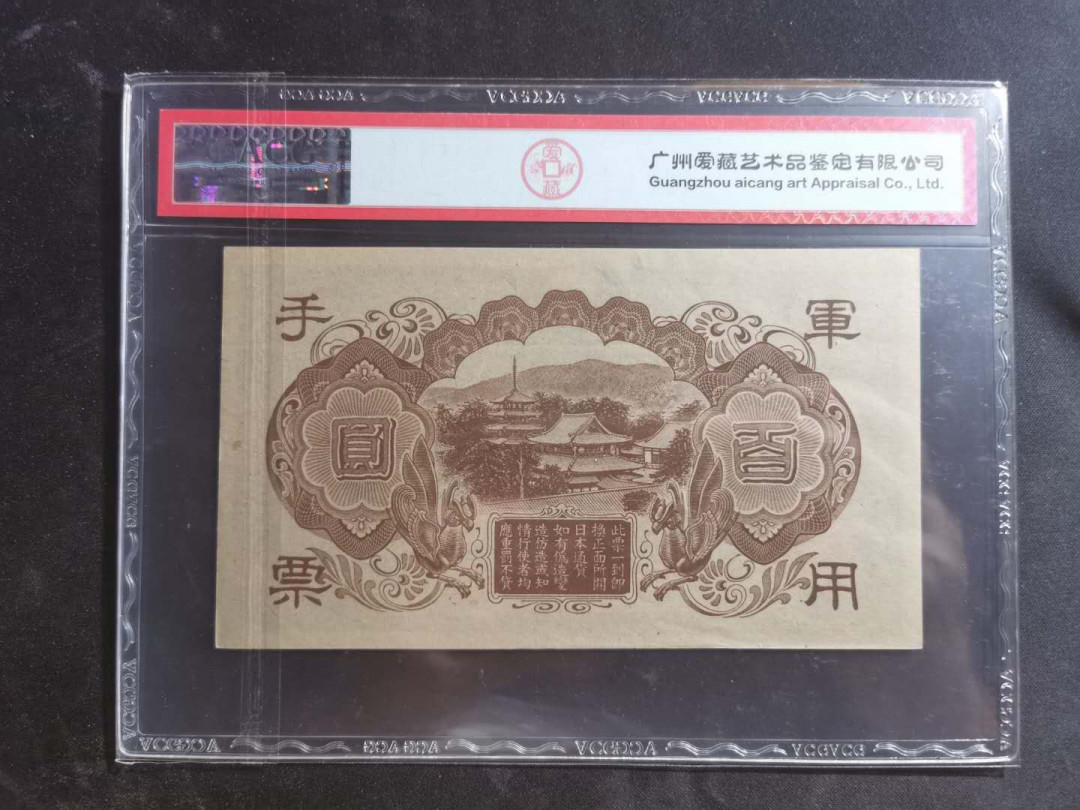 ACG
爱藏
广州爱藏艺术品鉴定有限公司
Guangzhou aicang art Appraisal Co., Ltd.
軍用
手票
百圓
此票一到即
換正面所開
日本通貨
如有偽造變
造仿造或知
情行使者均
應重罰不貸